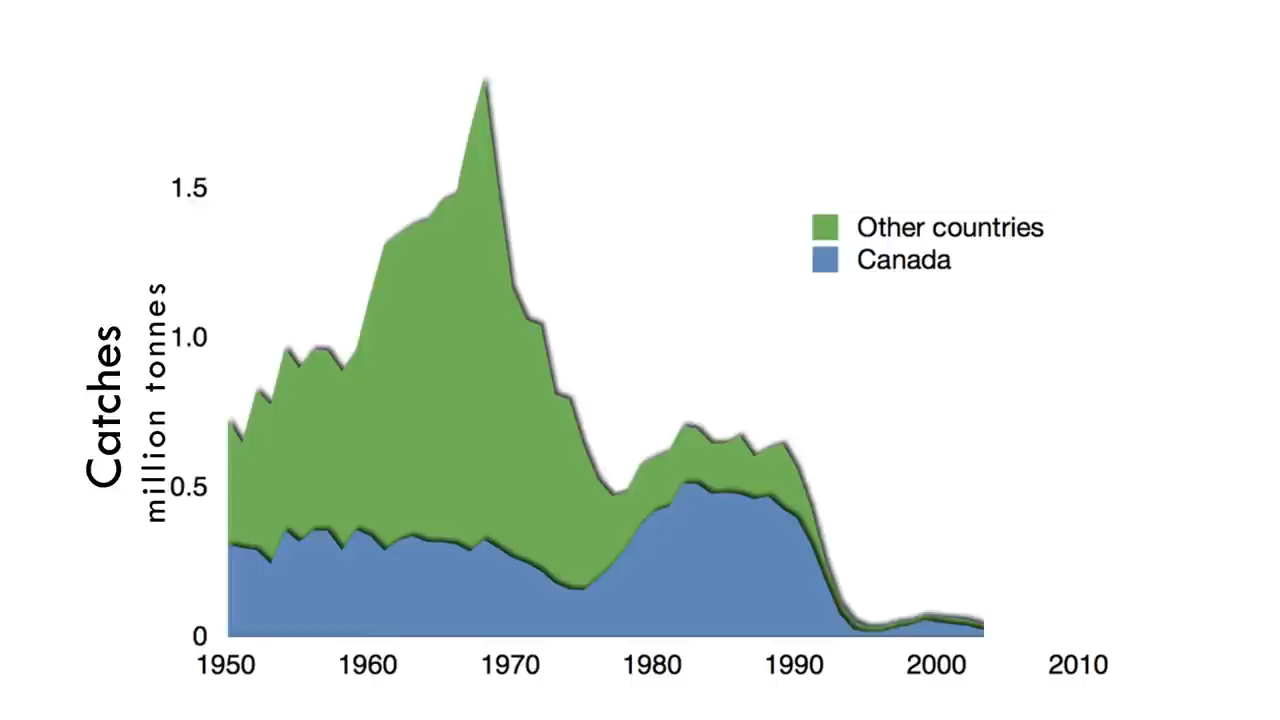 Catches
million tonnes
1.5
1.0
0.5
0
1950 1960 1970 1980 1990 2000 2010
Other countries
Canada